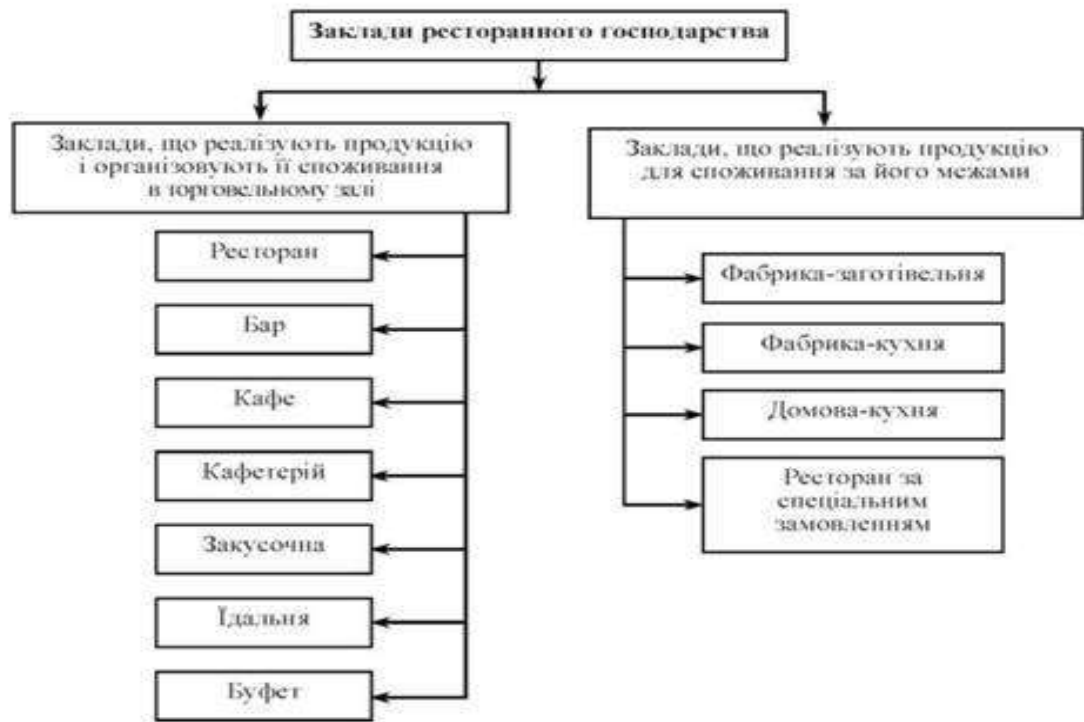 Заклади ресторанного господарства
Заклади, що реалізують продукцію
і організовують її споживання
в торговельному залі
Ресторан
Бар
Кафе
Кафетерій
Закусочна
Їдальня
Буфет
Заклади, що реалізують продукцію
для споживання за його межами
Фабрика-заготівельня
Фабрика-кухня
Домова-кухня
Ресторан за
спеціальним
замовленням